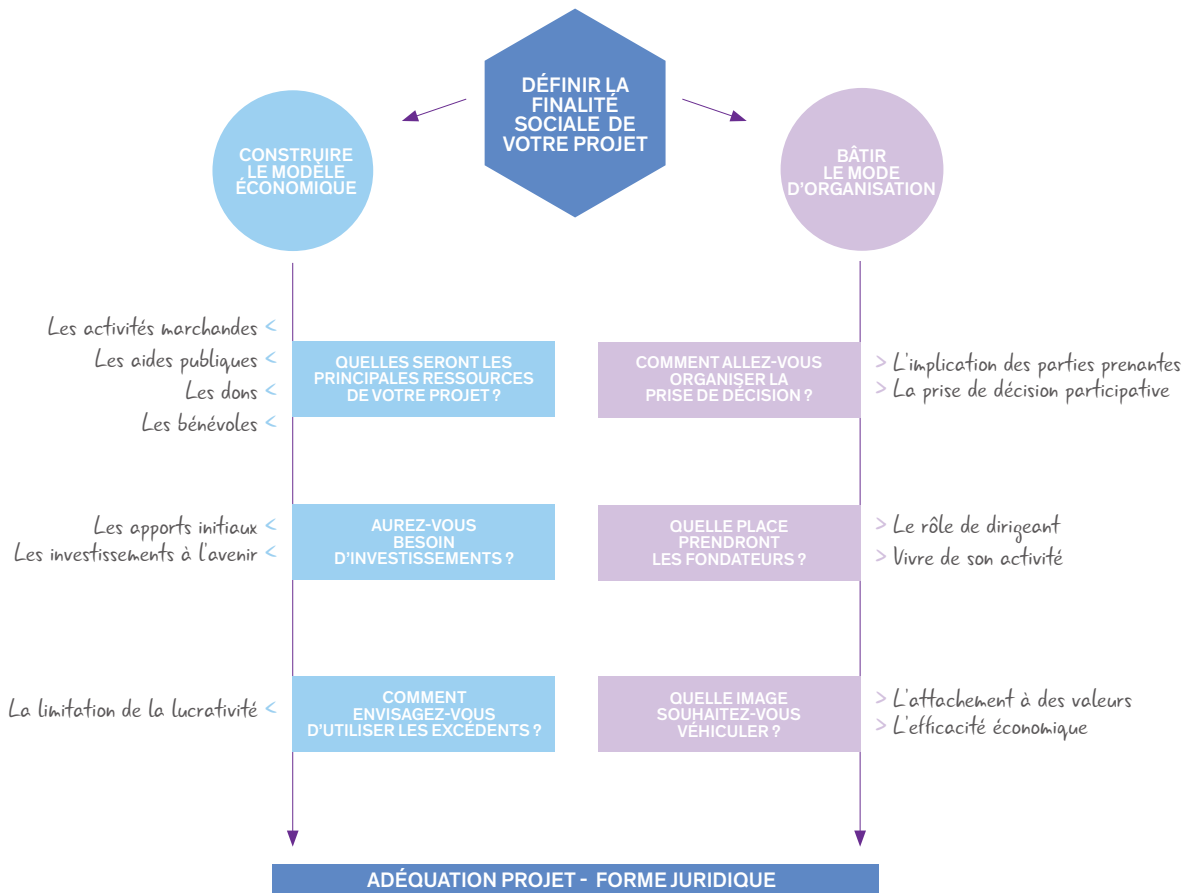 DÉFINIR LA
FINALITÉ
SOCIALE DE
VOTRE PROJET
CONSTRUIRE
LE MODÈLE
ÉCONOMIQUE
BÂTIR
LE MODE
D'ORGANISATION
Les activités marchandes <
Les aides publiques <
Les dons <
Les bénévoles <
QUELLES SERONT LES
PRINCIPALES RESSOURCES
DE VOTRE PROJET ?
COMMENT ALLEZ-VOUS
ORGANISER LA
PRISE DE DÉCISION ?
> L'implication des parties prenantes
> La prise de décision participative
Les apports initiaux <
Les investissements à l'avenir <
AUREZ-VOUS
BESOIN
D'INVESTISSEMENTS ?
QUELLE PLACE
PRENDRONT
LES FONDATEURS ?
> Le rôle de dirigeant
> Vivre de son activité
La limitation de la lucrativité <
COMMENT
ENVISAGEZ-VOUS
D'UTILISER LES EXCÉDENTS ?
QUELLE IMAGE
SOUHAITEZ-VOUS
VÉHICULER ?
> L'attachement à des valeurs
> L'efficacité économique
ADÉQUATION PROJET - FORME JURIDIQUE